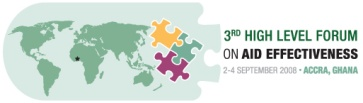 3RD HIGH LEVEL FORUM
ON AID EFFECTIVENESS
2-4 SEPTEMBER 2008 • ACCRA, GHANA